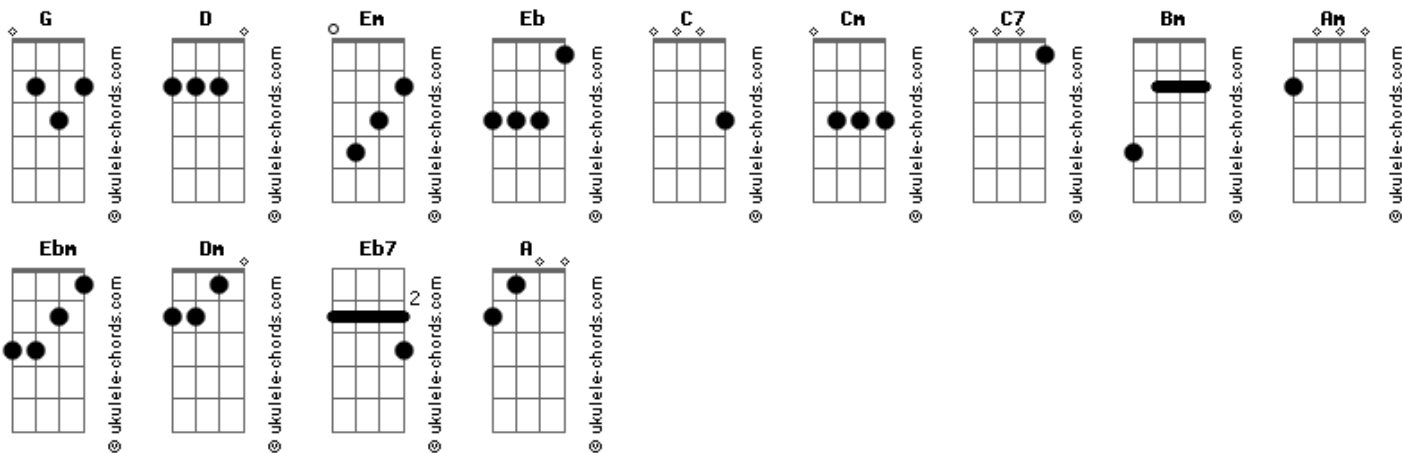 G D Em Eb C Cm C7 Bm Am
© ukulele-chords.com © ukulele-chords.com © ukulele-chords.com © ukulele-chords.com © ukulele-chords.com © ukulele-chords.com © ukulele-chords.com © ukulele-chords.com © ukulele-chords.com
Ebm Dm Eb7 A
2
© ukulele-chords.com © ukulele-chords.com © ukulele-chords.com © ukulele-chords.com